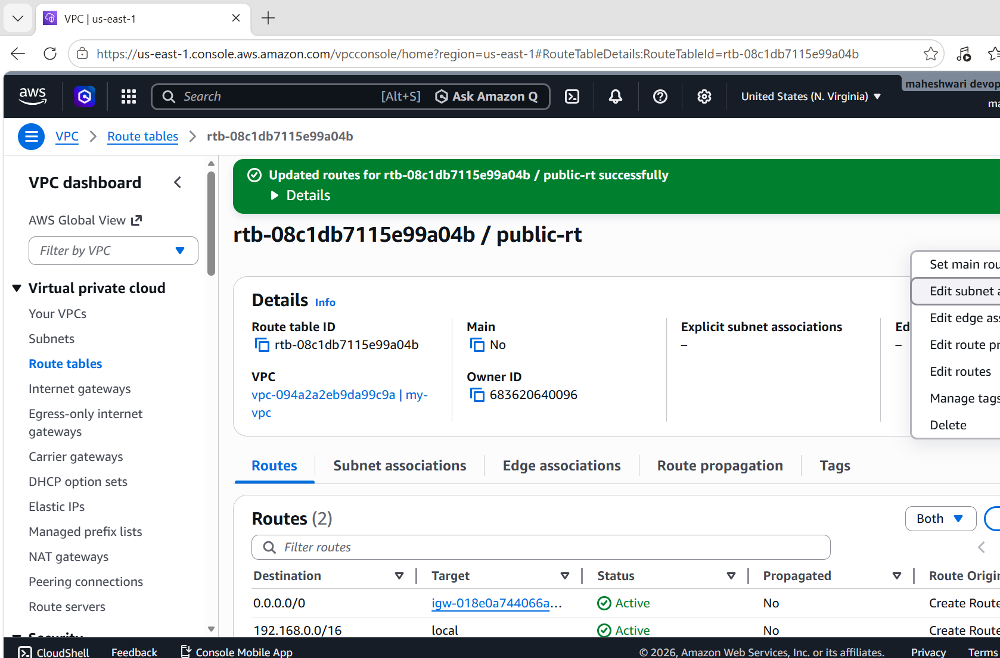 VPC | us-east-1
https://us-east-1.console.aws.amazon.com/vpcconsole/home?region=us-east-1#RouteTableDetails:RouteTableId=rtb-08c1db7115e99a04b
aws
Search [Alt+S] Ask Amazon Q
United States (N. Virginia)
maheshwari devop
ma
VPC Route tables rtb-08c1db7115e99a04b
VPC dashboard
AWS Global View
Filter by VPC
Virtual private cloud
Your VPCs
Subnets
Route tables
Internet gateways
Egress-only internet
gateways
Carrier gateways
DHCP option sets
Elastic IPs
Managed prefix lists
NAT gateways
Peering connections
Route servers
Security
Updated routes for rtb-08c1db7115e99a04b / public-rt successfully
Details
rtb-08c1db7115e99a04b / public-rt
Set main rou
Edit subnet a
Edit edge ass
Edit route pr
Edit routes
Manage tags
Delete
Details Info
Route table ID
rtb-08c1db7115e99a04b
Main
No
Explicit subnet associations
–
Ed
–
VPC
vpc-094a2a2eb9da99c9a | my-
vpc
Owner ID
683620640096
Routes Subnet associations Edge associations Route propagation Tags
Routes (2)
Both
Filter routes
Destination Target Status Propagated Route Origin
0.0.0.0/0 igw-018e0a744066a... Active No Create Route
192.168.0.0/16 local Active No Create Route
CloudShell Feedback Console Mobile App © 2026, Amazon Web Services, Inc. or its affiliates. Privacy Terms